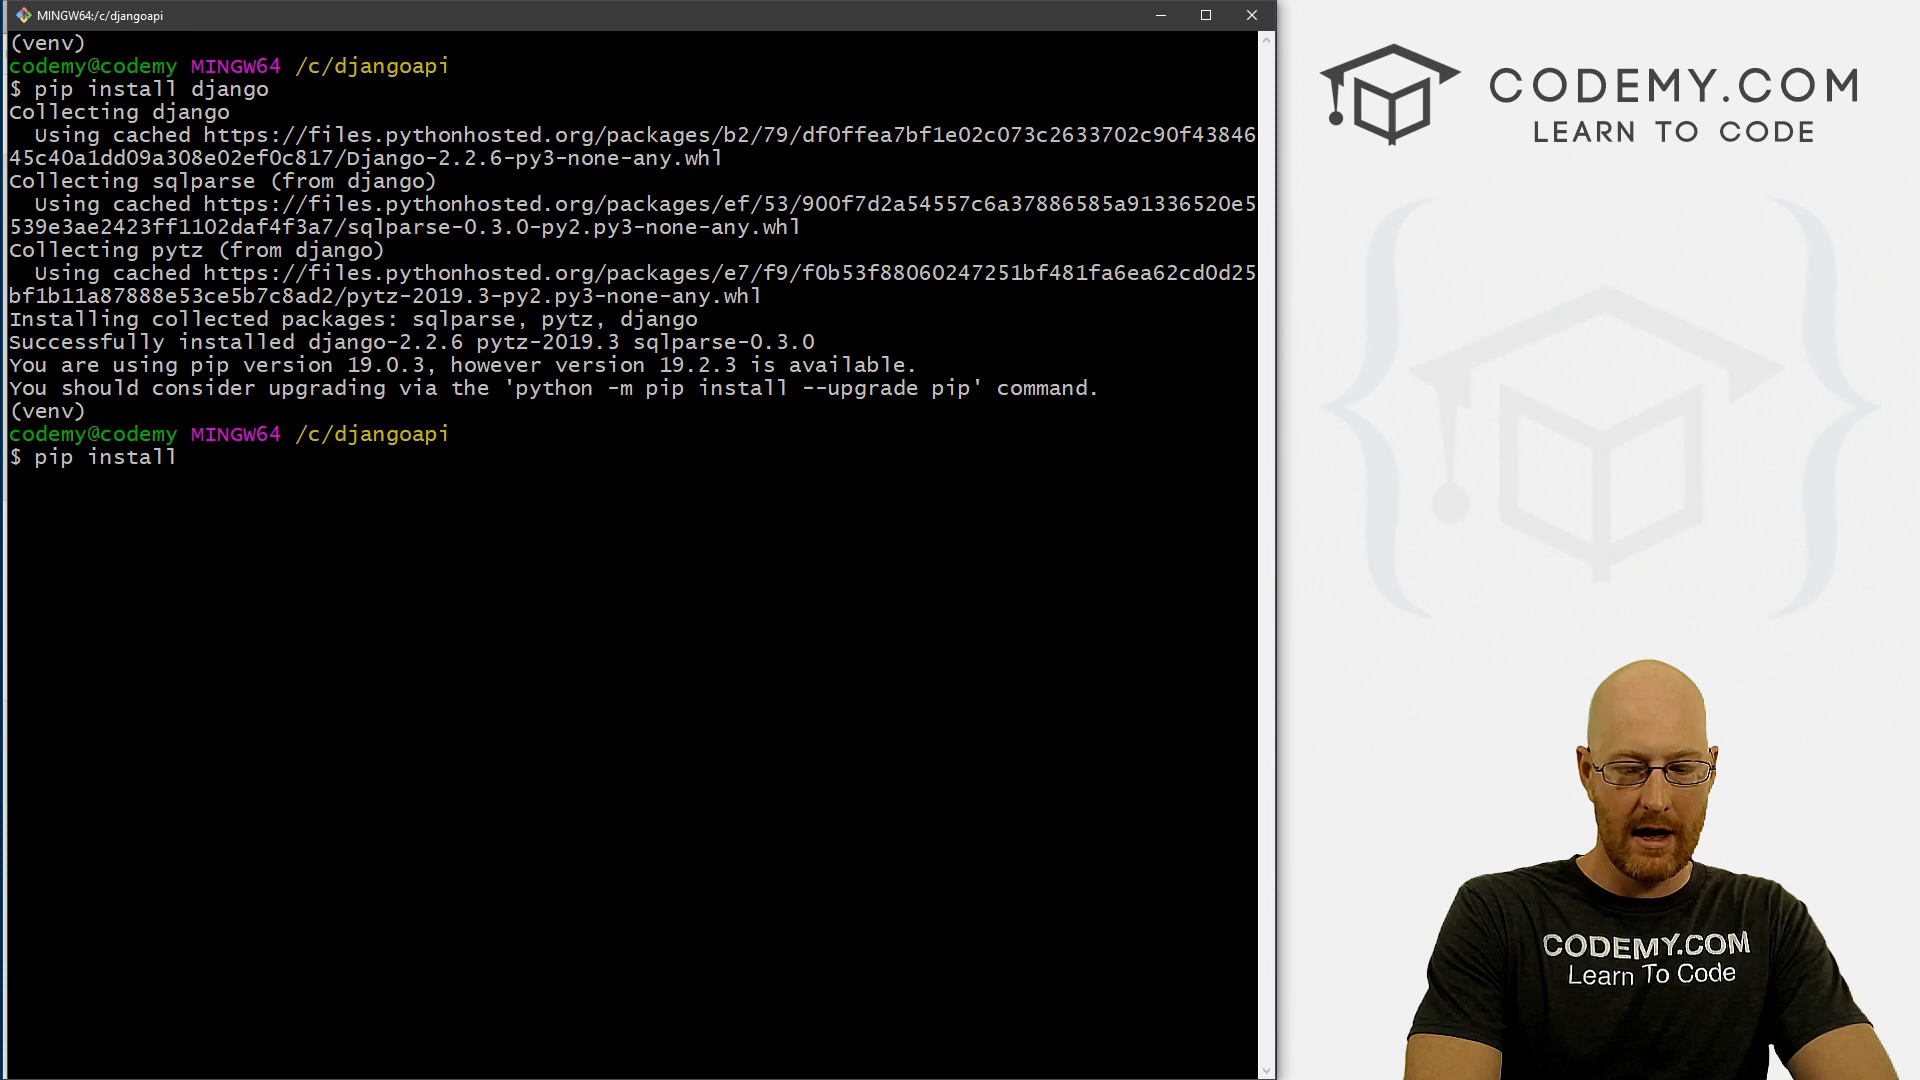 MINGW64:/c/djangoapi
(venv)
codemy@codemy MINGW64 /c/djangoapi
$ pip install django
Collecting django
  Using cached https://files.pythonhosted.org/packages/b2/79/df0ffea7bf1e02c073c2633702c90f43846
45c40a1dd09a308e02ef0c817/Django-2.2.6-py3-none-any.whl
Collecting sqlparse (from django)
  Using cached https://files.pythonhosted.org/packages/ef/53/900f7d2a54557c6a37886585a91336520e5
539e3ae2423ff1102daf4f3a7/sqlparse-0.3.0-py2.py3-none-any.whl
Collecting pytz (from django)
  Using cached https://files.pythonhosted.org/packages/e7/f9/f0b53f88060247251bf481fa6ea62cd0d25
bf1b11a87888e53ce5b7c8ad2/pytz-2019.3-py2.py3-none-any.whl
Installing collected packages: sqlparse, pytz, django
Successfully installed django-2.2.6 pytz-2019.3 sqlparse-0.3.0
You are using pip version 19.0.3, however version 19.2.3 is available.
You should consider upgrading via the 'python -m pip install --upgrade pip' command.
(venv)
codemy@codemy MINGW64 /c/djangoapi
$ pip install
CODEMY.COM
LEARN TO CODE
CODEMY.COM
Learn To Code